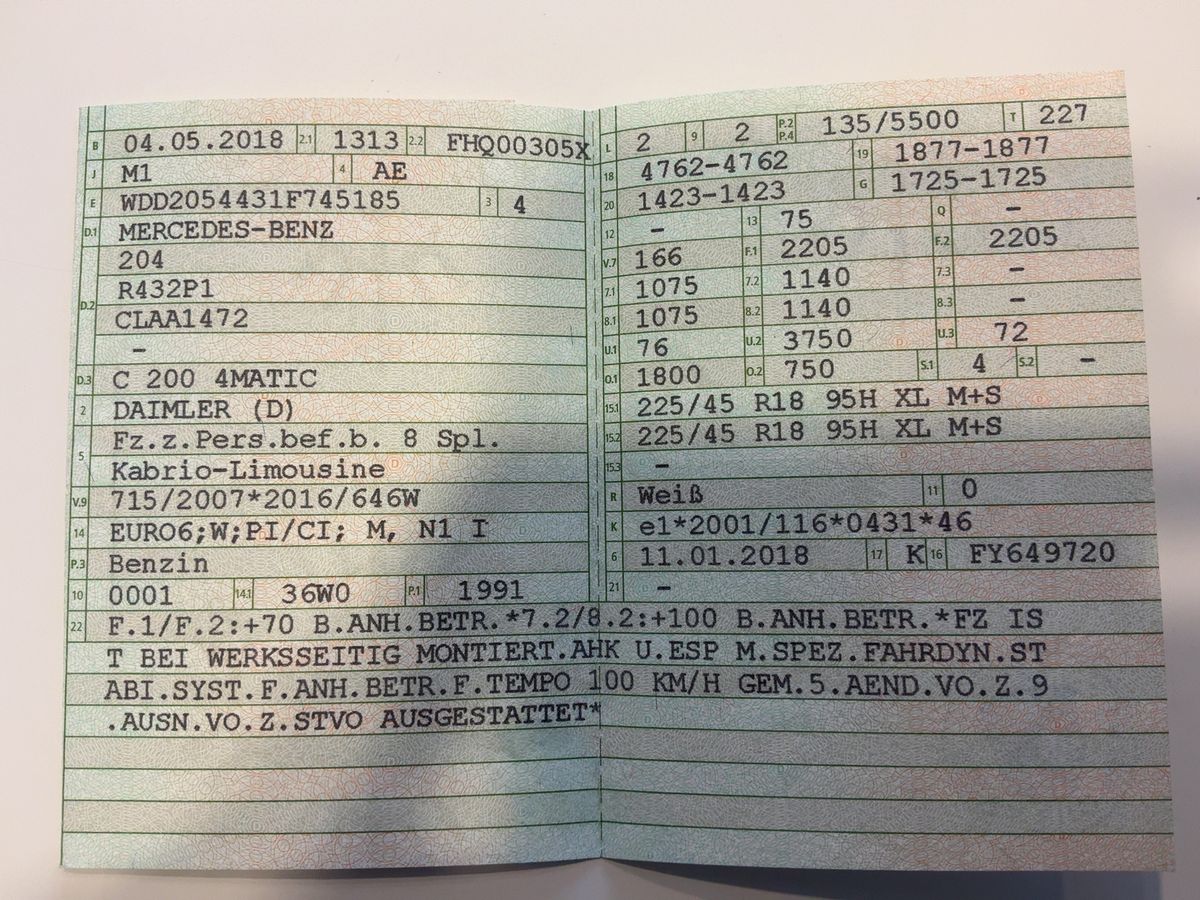 B 04.05.2018 2.1 1313 2.2 FHQ00305X
J M1 4 AE
E WDD2054431F745185 3 4
D.1 MERCEDES-BENZ
204
D.2 R432P1
CLAA1472
–
D.3 C 200 4MATIC
2 DAIMLER (D)
5 Fz.z.Pers.bef.b. 8 Spl.
Kabrio-Limousine
V.9 715/2007*2016/646W
14 EURO6;W;PI/CI; M, N1 I
P.3 Benzin
10 0001 14.1 36W0 P.1 1991
L 2 9 2 P.2 P.4 135/5500 T 227
18 4762-4762 19 1877-1877
20 1423-1423 G 1725-1725
12 – 13 75 Q –
V.7 166 F.1 2205 F.2 2205
7.1 1075 7.2 1140 7.3 –
8.1 1075 8.2 1140 8.3 –
U.1 76 U.2 3750 U.3 72
O.1 1800 O.2 750 S.1 4 S.2 –
15.1 225/45 R18 95H XL M+S
15.2 225/45 R18 95H XL M+S
15.3 –
R Weiß 11 0
K e1*2001/116*0431*46
6 11.01.2018 17 K 16 FY649720
21 –
22 F.1/F.2:+70 B.ANH.BETR.*7.2/8.2:+100 B.ANH.BETR.*FZ IS
T BEI WERKSSEITIG MONTIERT.AHK U.ESP M.SPEZ.FAHRDYN.ST
ABI.SYST.F.ANH.BETR.F.TEMPO 100 KM/H GEM.5.AEND.VO.Z.9
.AUSN.VO.Z.STVO AUSGESTATTET*